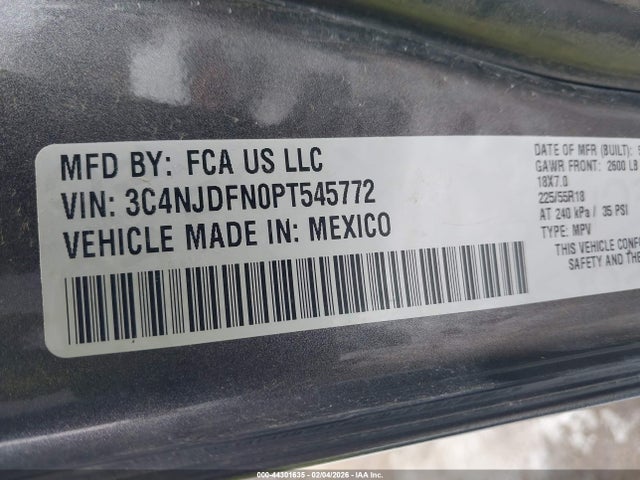 MFD BY: FCA US LLC
VIN: 3C4NJDFN0PT545772
VEHICLE MADE IN: MEXICO
DATE OF MFR (BUILT):
GAWR FRONT: 2600 LB
18X7.0
225/55R18
AT 240 kPa / 35 PSI
TYPE: MPV
THIS VEHICLE
SAFETY AND
000-44301635 - 02/04/2026 - IAA Inc.